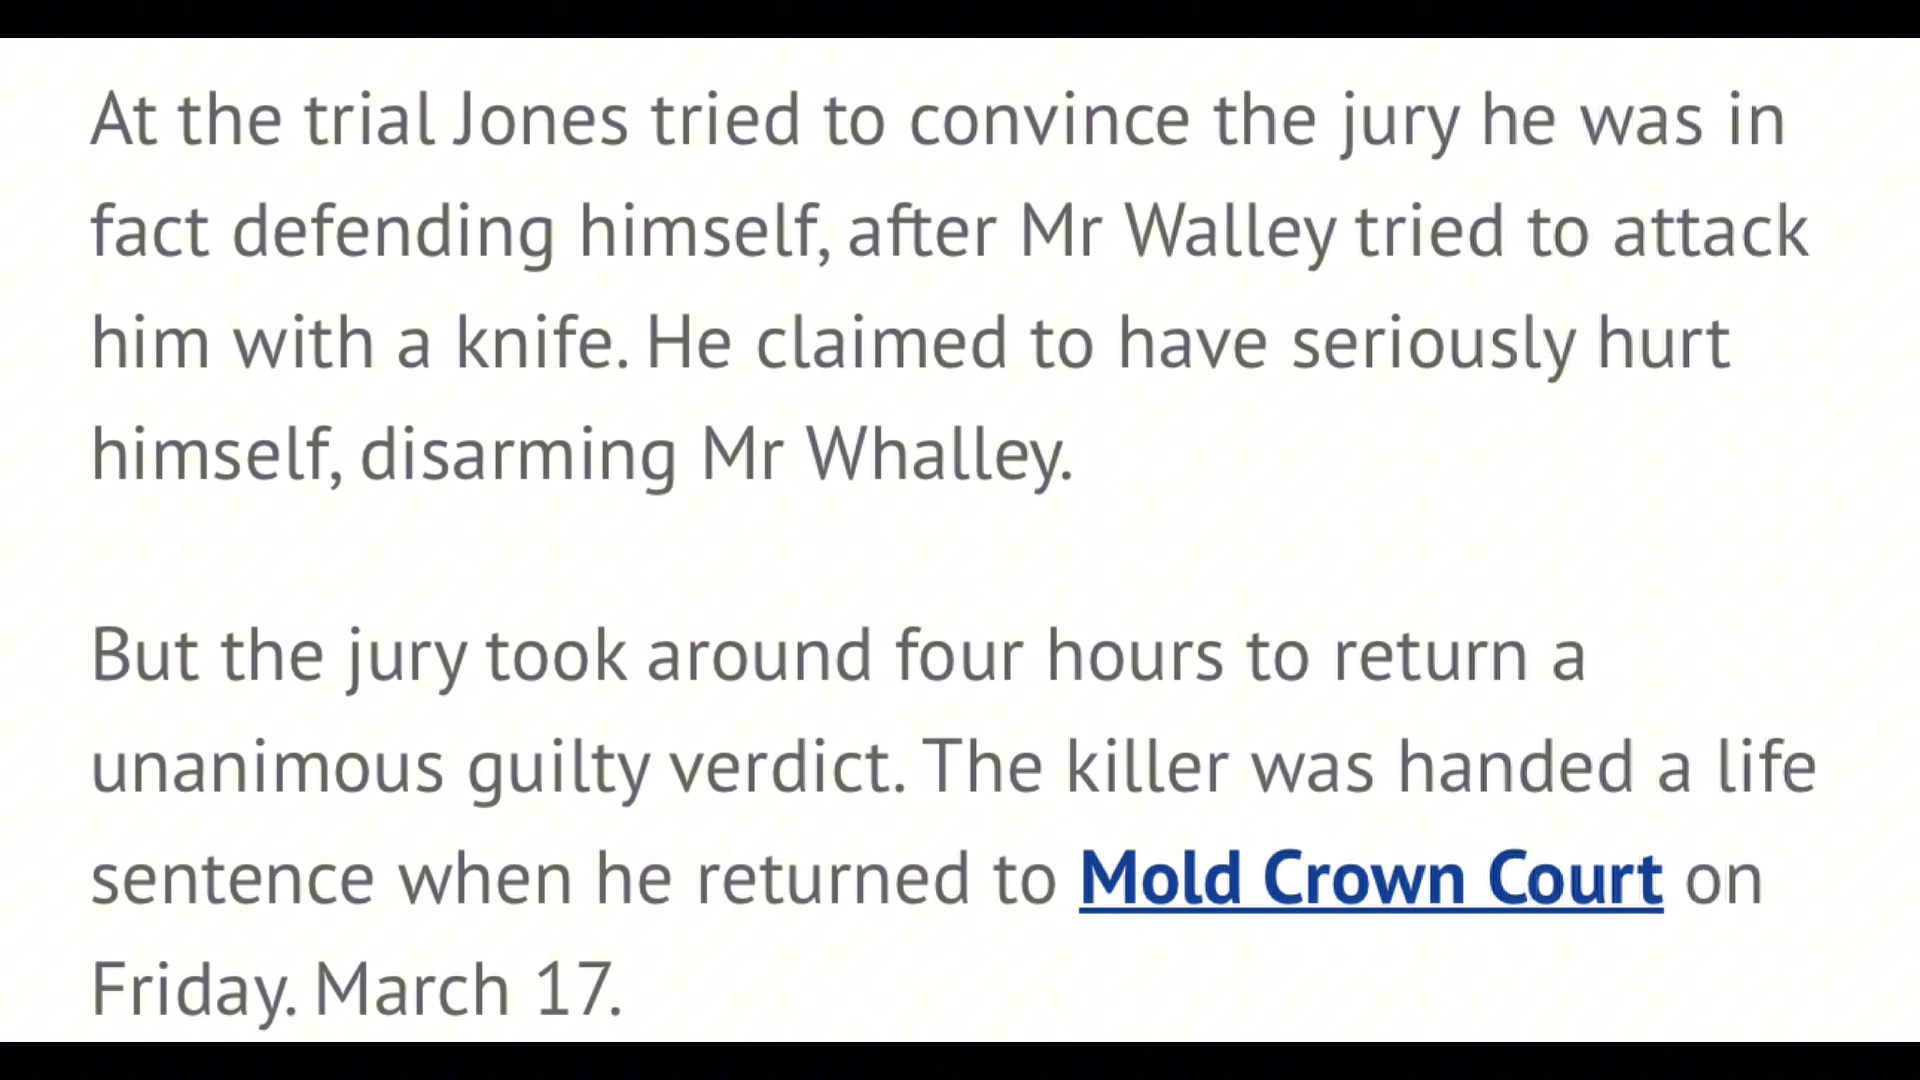 At the trial Jones tried to convince the jury he was in
fact defending himself, after Mr Walley tried to attack
him with a knife. He claimed to have seriously hurt
himself, disarming Mr Whalley.
But the jury took around four hours to return a
unanimous guilty verdict. The killer was handed a life
sentence when he returned to Mold Crown Court on
Friday. March 17.